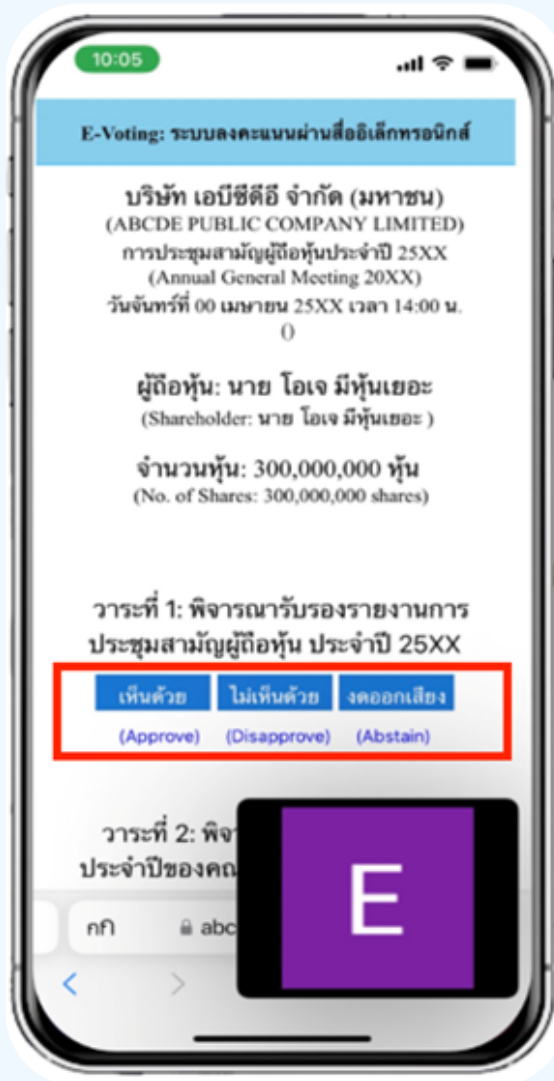 10:05
E-Voting: ระบบลงคะแนนผ่านสื่ออิเล็กทรอนิกส์
บริษัท เอบีซีดีอี จำกัด (มหาชน)
(ABCDE PUBLIC COMPANY LIMITED)
การประชุมสามัญผู้ถือหุ้นประจำปี 25XX
(Annual General Meeting 20XX)
วันจันทร์ที่ 00 เมษายน 25XX เวลา 14:00 น.
()
ผู้ถือหุ้น: นาย โอเจ มีหุ้นเยอะ
(Shareholder: นาย โอเจ มีหุ้นเยอะ )
จำนวนหุ้น: 300,000,000 หุ้น
(No. of Shares: 300,000,000 shares)
วาระที่ 1: พิจารณารับรองรายงานการ
ประชุมสามัญผู้ถือหุ้น ประจำปี 25XX
เห็นด้วย ไม่เห็นด้วย งดออกเสียง
(Approve) (Disapprove) (Abstain)
วาระที่ 2:
ประจำปีของ
E
abc